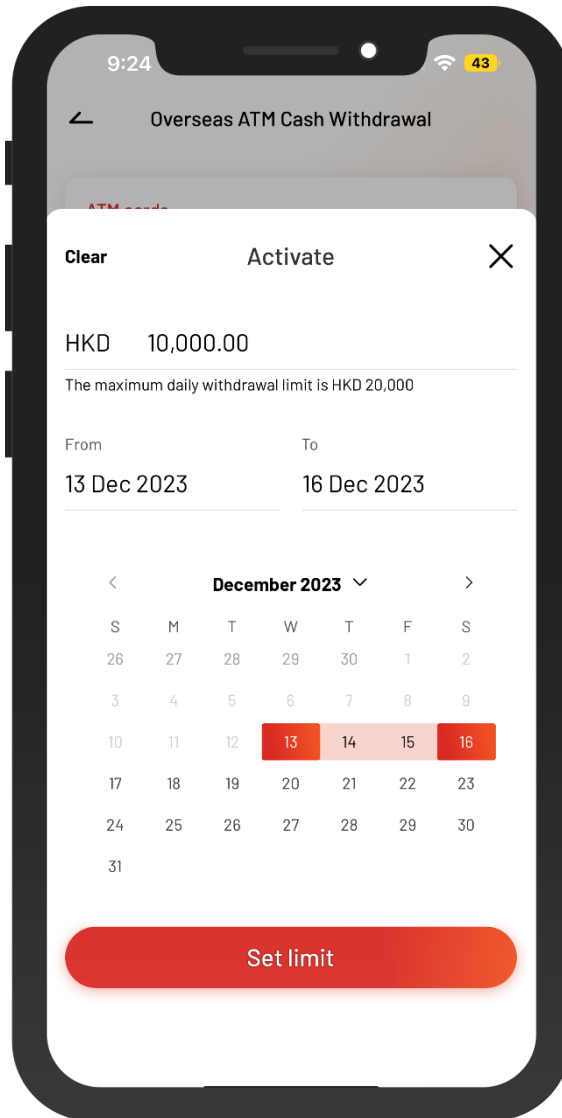 9:24 43
Overseas ATM Cash Withdrawal
ATM cards
Clear Activate
HKD 10,000.00
The maximum daily withdrawal limit is HKD 20,000
From To
13 Dec 2023 16 Dec 2023
December 2023
S M T W T F S
26 27 28 29 30 1 2
3 4 5 6 7 8 9
10 11 12 13 14 15 16
17 18 19 20 21 22 23
24 25 26 27 28 29 30
31
Set limit